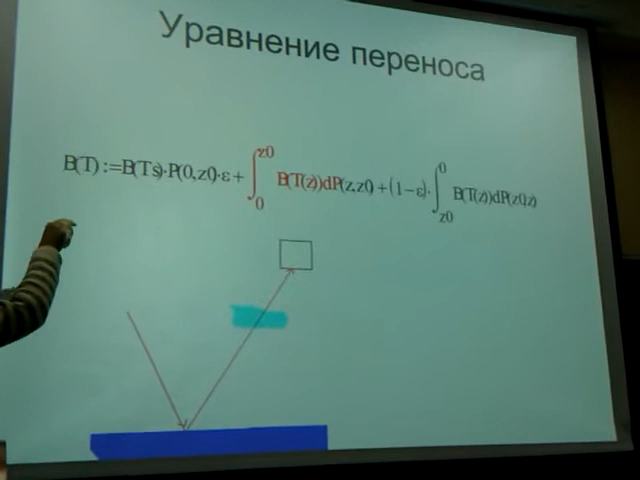 Уравнение переноса
B(T) := B(Ts)·P(0,z0)·ε + ∫₀^z0 B(T(z))dP(z,z0) + (1−ε)·∫_z0^0 B(T(z))dP(z0,z)